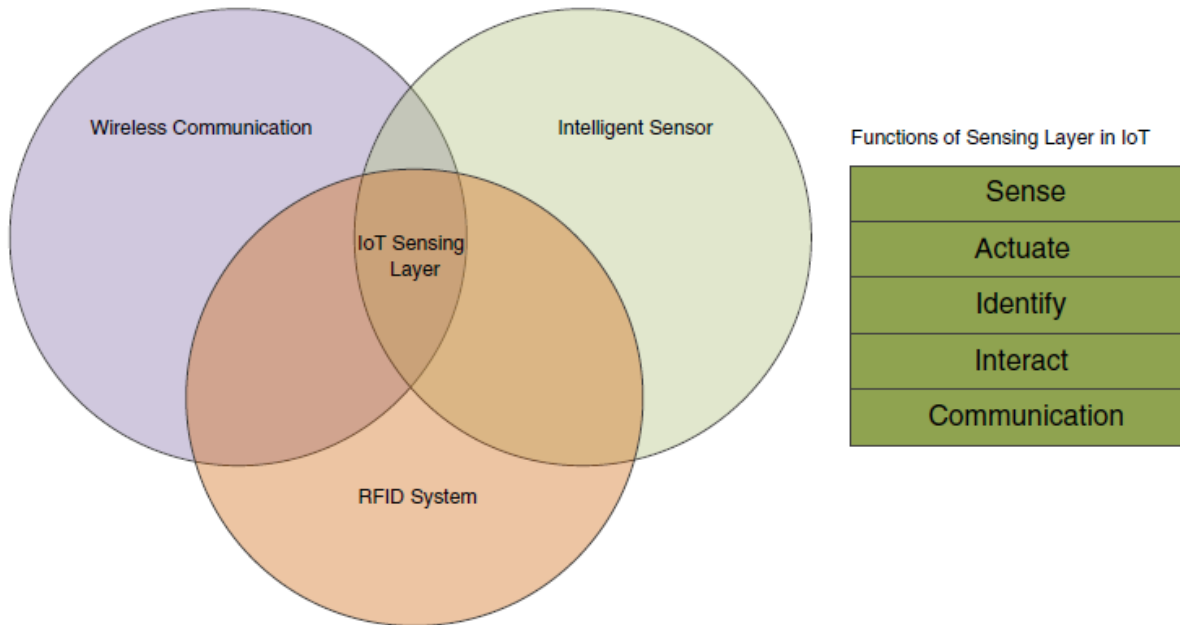 Wireless Communication
Intelligent Sensor
IoT Sensing
Layer
RFID System
Functions of Sensing Layer in IoT
Sense
Actuate
Identify
Interact
Communication